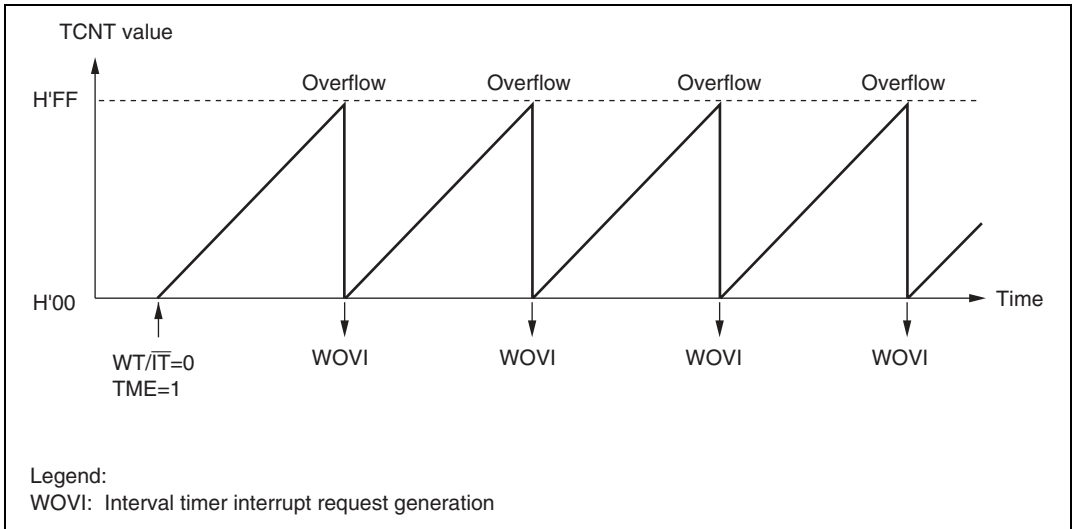 TCNT value
Overflow Overflow Overflow Overflow
H'FF
H'00
Time
WT/I̅T̅=0
TME=1
WOVI WOVI WOVI WOVI
Legend:
WOVI: Interval timer interrupt request generation